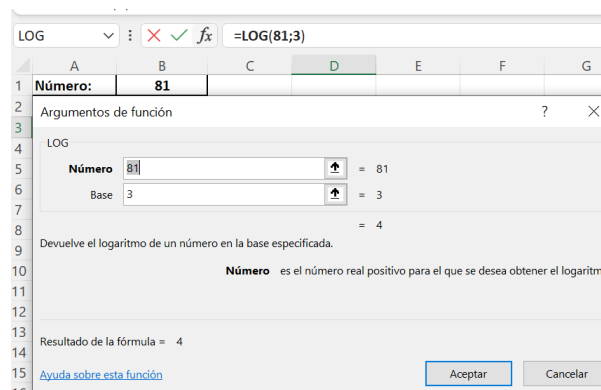 LOG fx =LOG(81;3)
A B C D E F G
1 Número: 81
2 Argumentos de función ? ×
3
4 LOG
5 Número 81 = 81
6 Base 3 = 3
7
8 = 4
9 Devuelve el logaritmo de un número en la base especificada.
10 Número es el número real positivo para el que se desea obtener el logaritm
11
12
13 Resultado de la fórmula = 4
14
15 Ayuda sobre esta función Aceptar Cancelar